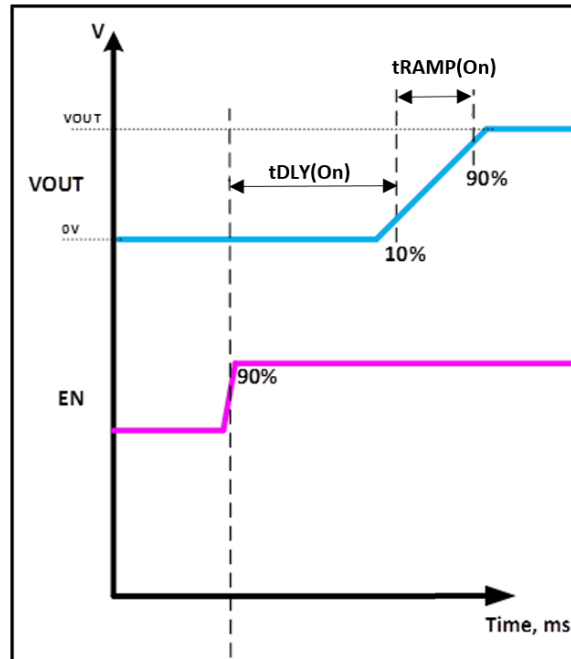 V
tRAMP(On)
VOUT
VOUT
tDLY(On)
90%
0V
10%
90%
EN
Time, ms